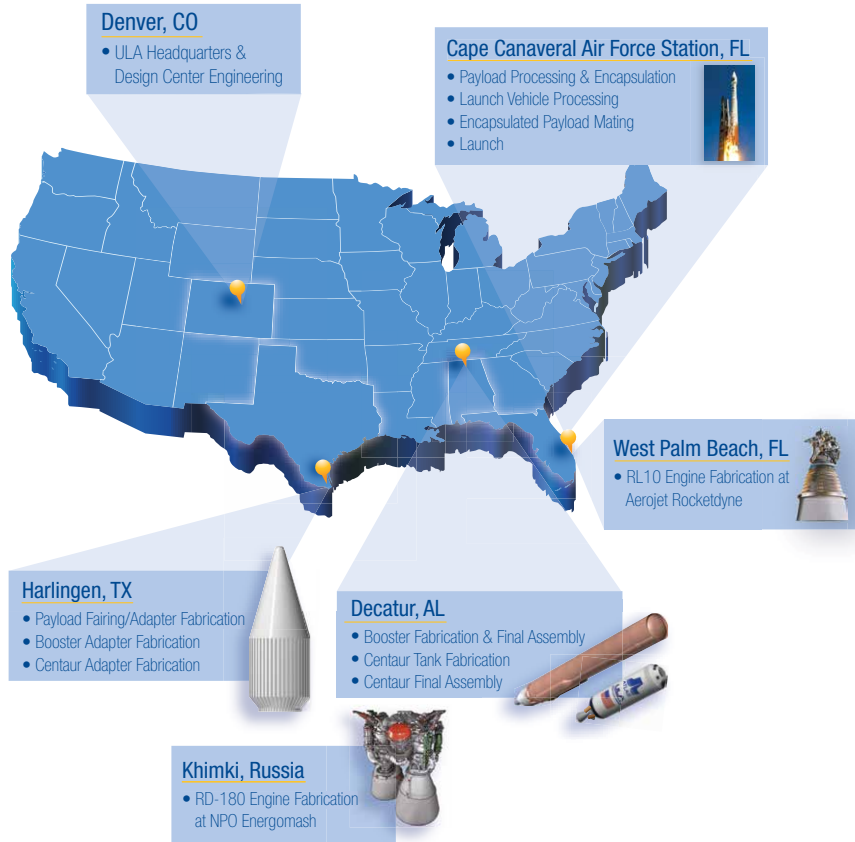 Denver, CO
• ULA Headquarters &
Design Center Engineering
Cape Canaveral Air Force Station, FL
• Payload Processing & Encapsulation
• Launch Vehicle Processing
• Encapsulated Payload Mating
• Launch
West Palm Beach, FL
• RL10 Engine Fabrication at
Aerojet Rocketdyne
Harlingen, TX
• Payload Fairing/Adapter Fabrication
• Booster Adapter Fabrication
• Centaur Adapter Fabrication
Decatur, AL
• Booster Fabrication & Final Assembly
• Centaur Tank Fabrication
• Centaur Final Assembly
Khimki, Russia
• RD-180 Engine Fabrication
at NPO Energomash